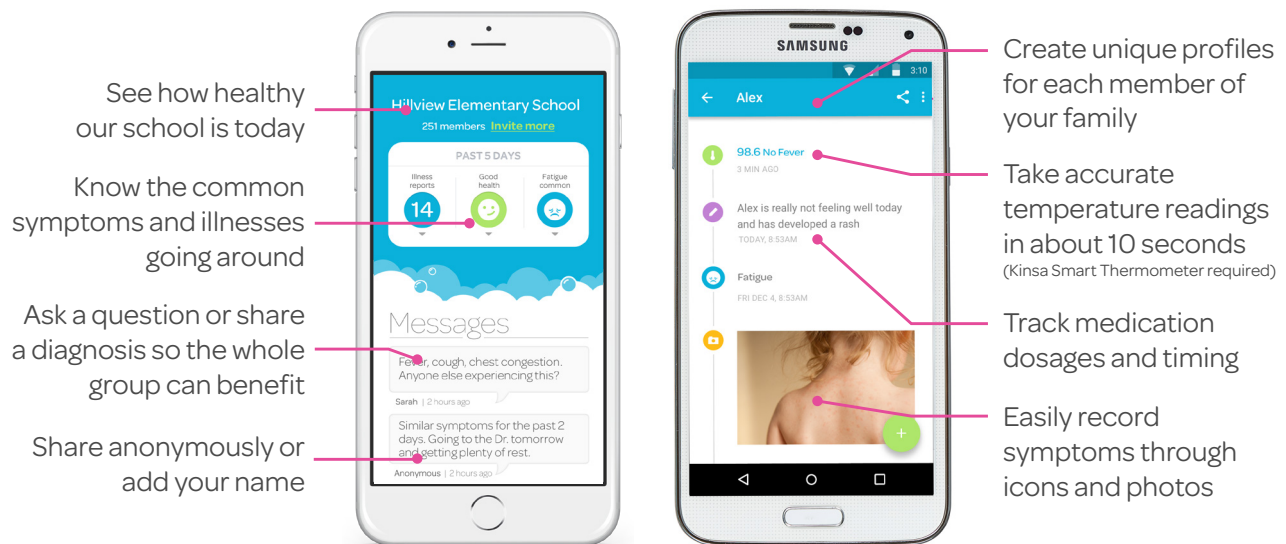 See how healthy
our school is today
Know the common
symptoms and illnesses
going around
Ask a question or share
a diagnosis so the whole
group can benefit
Share anonymously or
add your name
Hillview Elementary School
251 members Invite more
PAST 5 DAYS
Illness
reports
14
Good
health
Fatigue
common
Messages
Fever, cough, chest congestion.
Anyone else experiencing this?
Sarah | 2 hours ago
Similar symptoms for the past 2
days. Going to the Dr. tomorrow
and getting plenty of rest.
Anonymous | 2 hours ago
SAMSUNG
3:10
Alex
98.6 No Fever
3 MIN AGO
Alex is really not feeling well today
and has developed a rash
TODAY, 8:53AM
Fatigue
FRI DEC 4, 8:53AM
Create unique profiles
for each member of
your family
Take accurate
temperature readings
in about 10 seconds
(Kinsa Smart Thermometer required)
Track medication
dosages and timing
Easily record
symptoms through
icons and photos